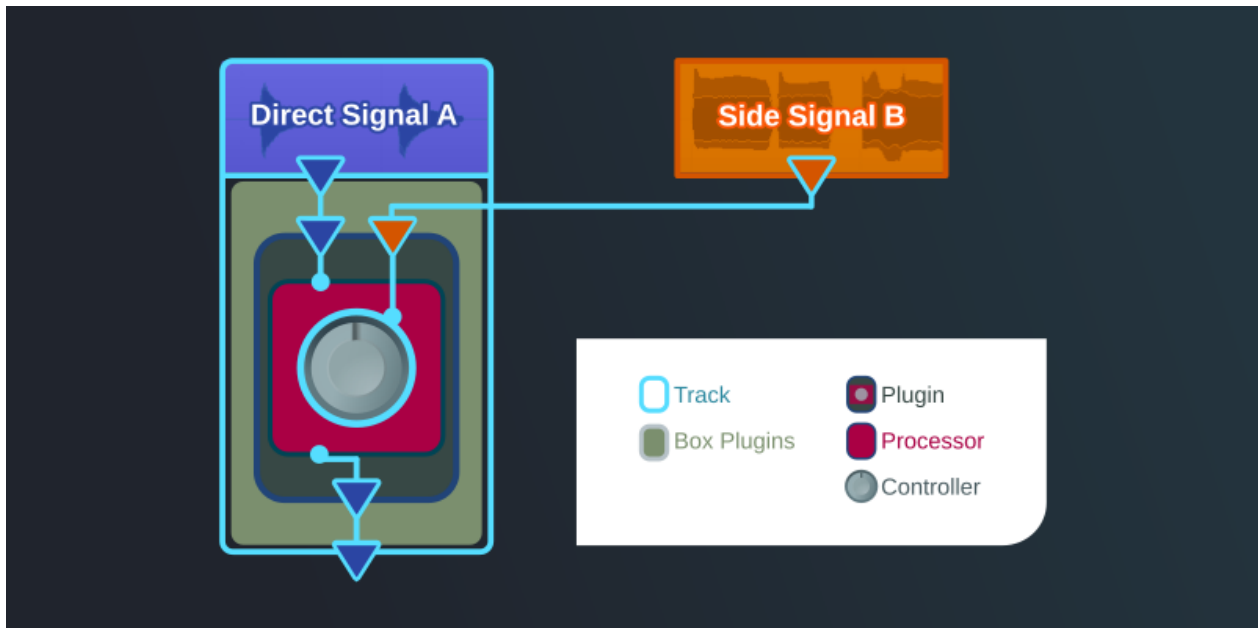 Direct Signal A
Side Signal B
Track
Plugin
Box Plugins
Processor
Controller